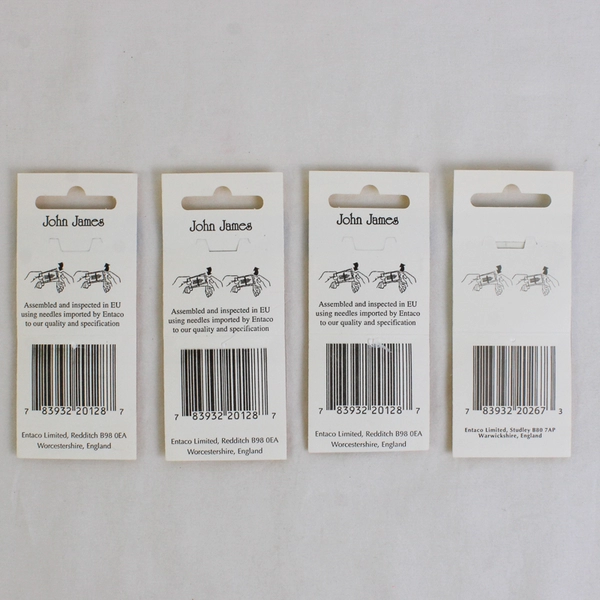 John James
Assembled and inspected in EU
using needles imported by Entaco
to our quality and specification
7 83932 20128 7
Entaco Limited, Redditch B98 0EA
Worcestershire, England
John James
Assembled and inspected in EU
using needles imported by Entaco
to our quality and specification
7 83932 20128 7
Entaco Limited, Redditch B98 0EA
Worcestershire, England
John James
Assembled and inspected in EU
using needles imported by Entaco
to our quality and specification
7 83932 20128 7
Entaco Limited, Redditch B98 0EA
Worcestershire, England
7 83932 20267 3
Entaco Limited, Studley B80 7AP
Warwickshire, England